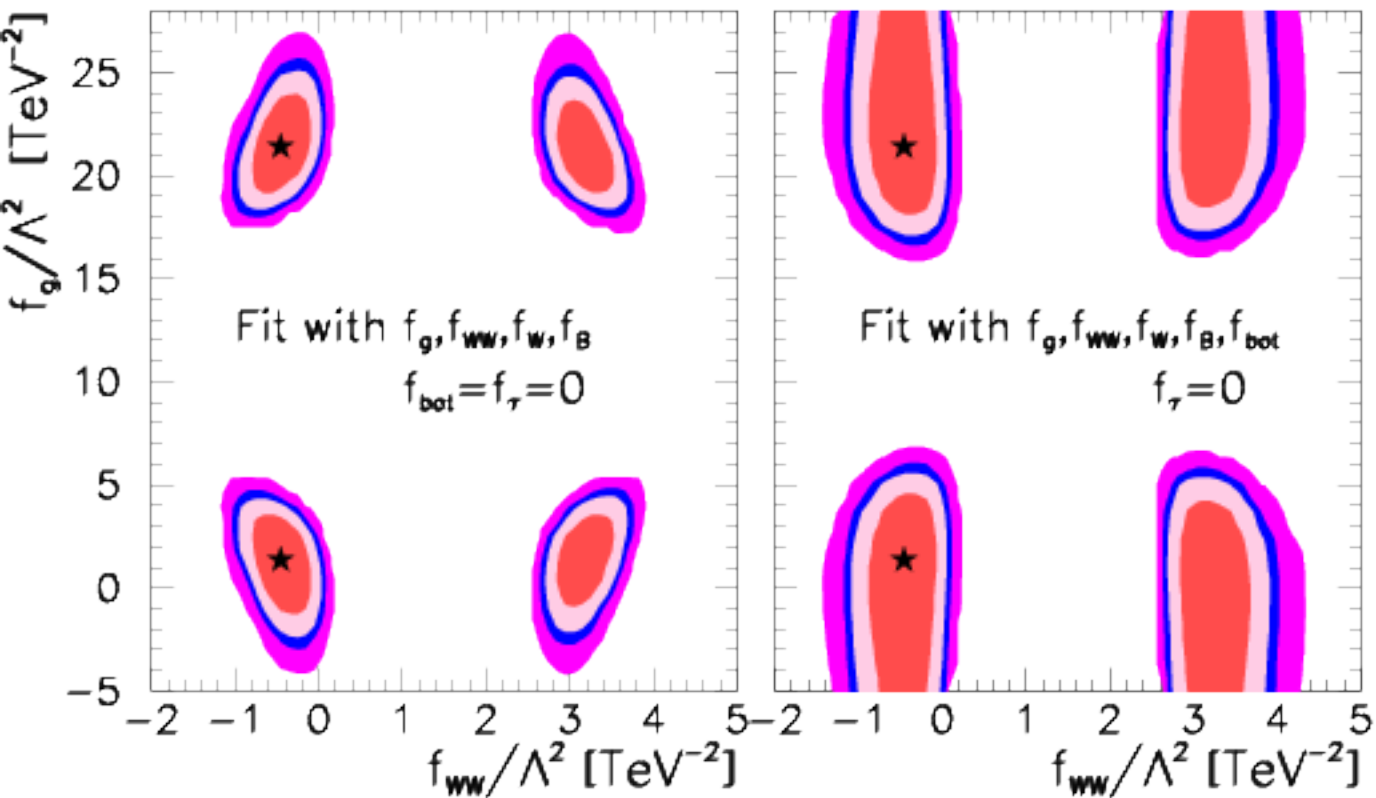 f_g/Λ² [TeV⁻²]
25
20
15
10
5
0
−5
Fit with f_g, f_WW, f_W, f_B
f_bot=f_τ=0
−2 −1 0 1 2 3 4 5
f_WW/Λ² [TeV⁻²]
Fit with f_g, f_WW, f_W, f_B, f_bot
f_τ=0
−2 −1 0 1 2 3 4 5
f_WW/Λ² [TeV⁻²]